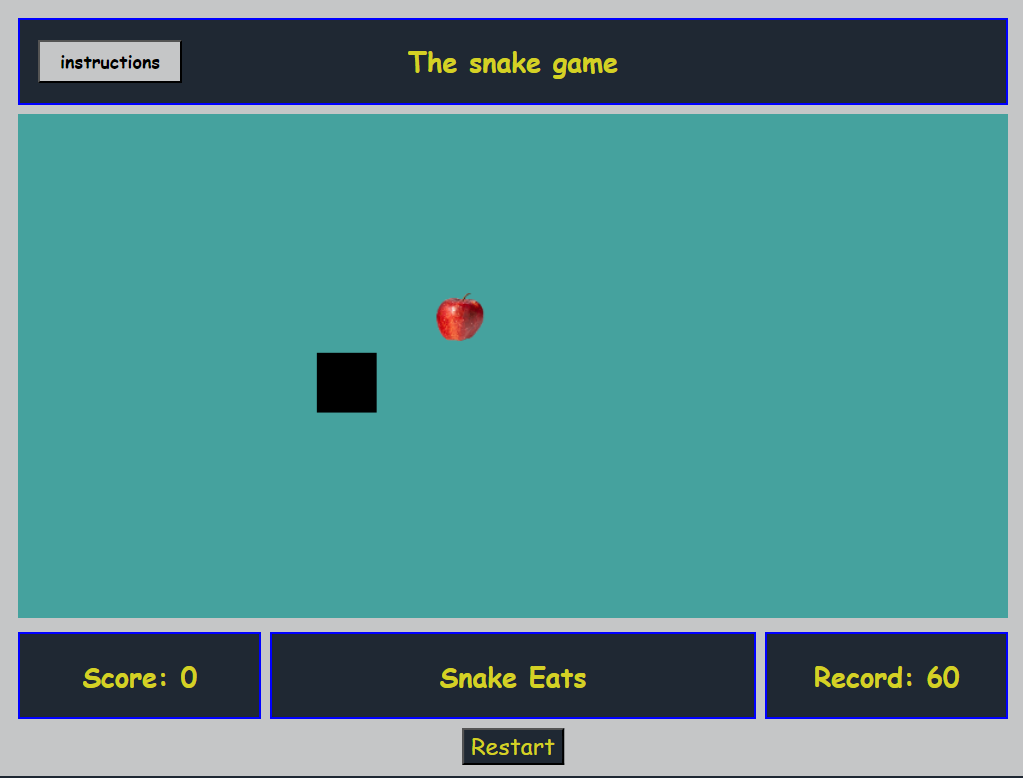 instructions
The snake game
Score: 0
Snake Eats
Record: 60
Restart